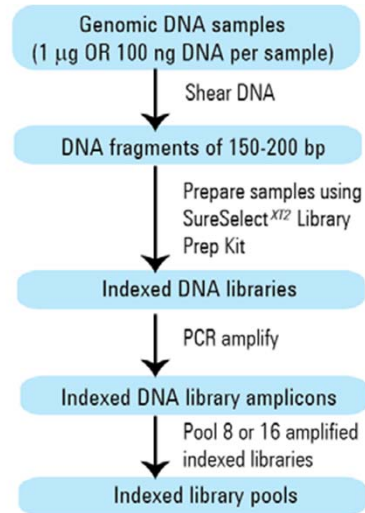 Genomic DNA samples
(1 µg OR 100 ng DNA per sample)
Shear DNA
DNA fragments of 150-200 bp
Prepare samples using
SureSelect XT2 Library
Prep Kit
Indexed DNA libraries
PCR amplify
Indexed DNA library amplicons
Pool 8 or 16 amplified
indexed libraries
Indexed library pools